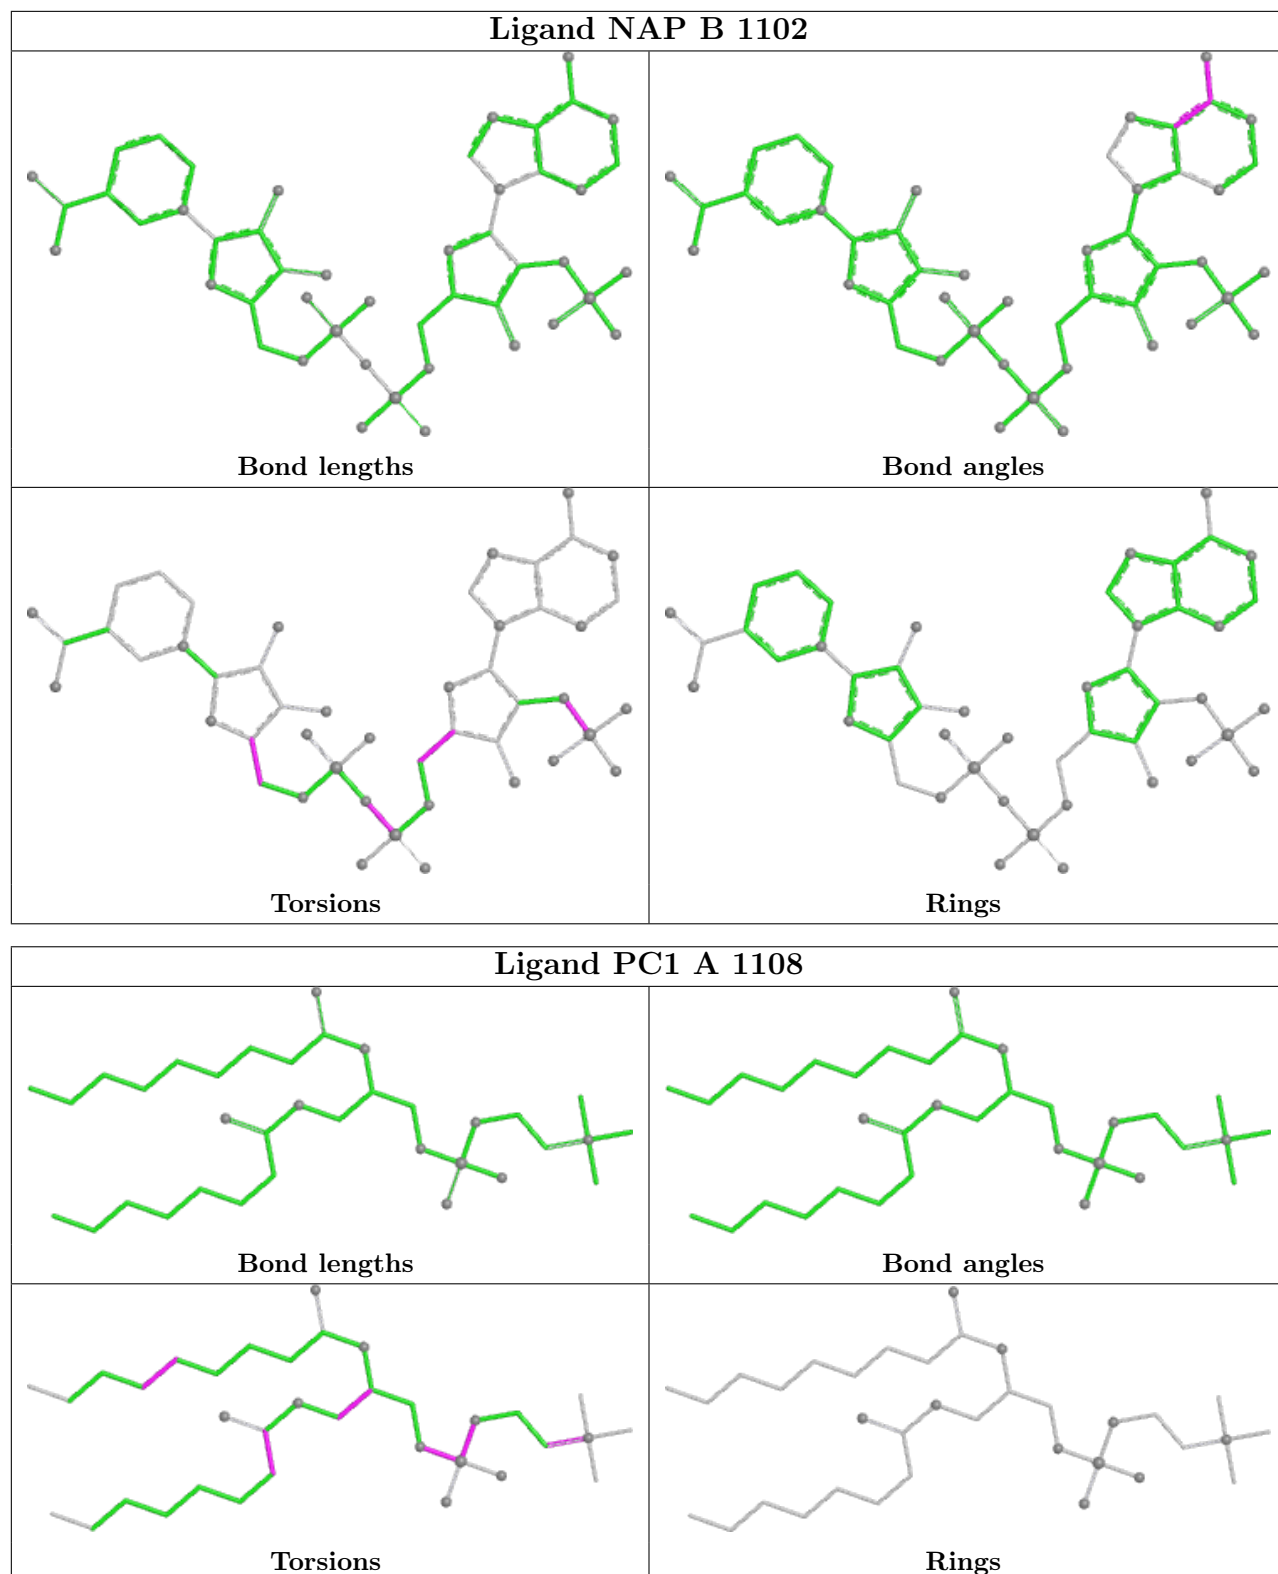 Ligand NAP B 1102
Bond lengths
Bond angles
Torsions
Rings
Ligand PC1 A 1108
Bond lengths
Bond angles
Torsions
Rings